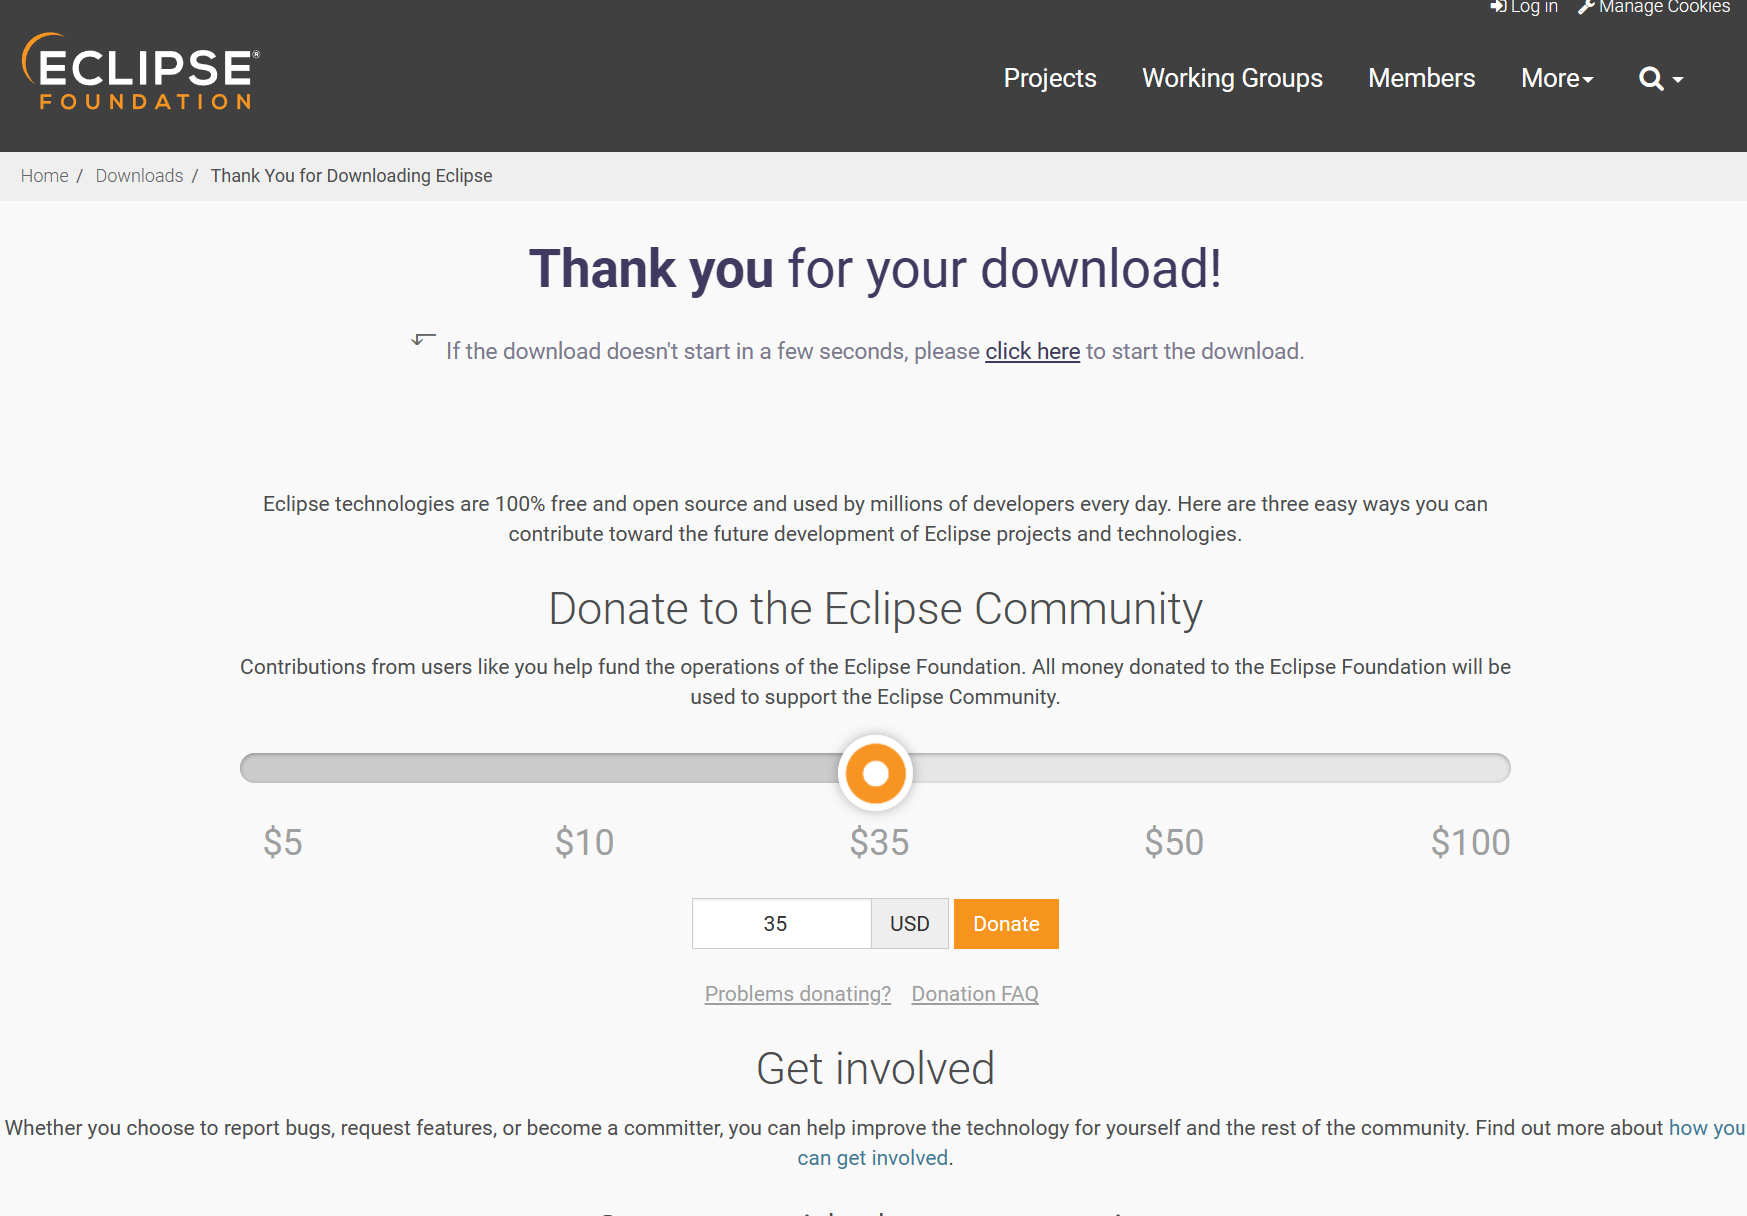 Log in Manage Cookies
ECLIPSE®
FOUNDATION
Projects Working Groups Members More
Home / Downloads / Thank You for Downloading Eclipse
Thank you for your download!
If the download doesn't start in a few seconds, please click here to start the download.
Eclipse technologies are 100% free and open source and used by millions of developers every day. Here are three easy ways you can
contribute toward the future development of Eclipse projects and technologies.
Donate to the Eclipse Community
Contributions from users like you help fund the operations of the Eclipse Foundation. All money donated to the Eclipse Foundation will be
used to support the Eclipse Community.
$5 $10 $35 $50 $100
35 USD Donate
Problems donating? Donation FAQ
Get involved
Whether you choose to report bugs, request features, or become a committer, you can help improve the technology for yourself and the rest of the community. Find out more about how you
can get involved.